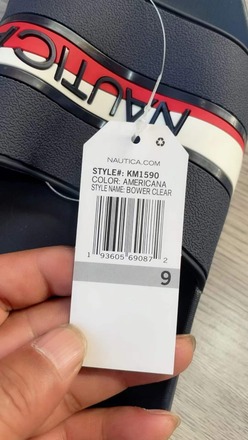 NAUTICA
NAUTICA.COM
STYLE#: KM1590
COLOR: AMERICANA
STYLE NAME: BOWER CLEAR
1 93605 69087 2
9